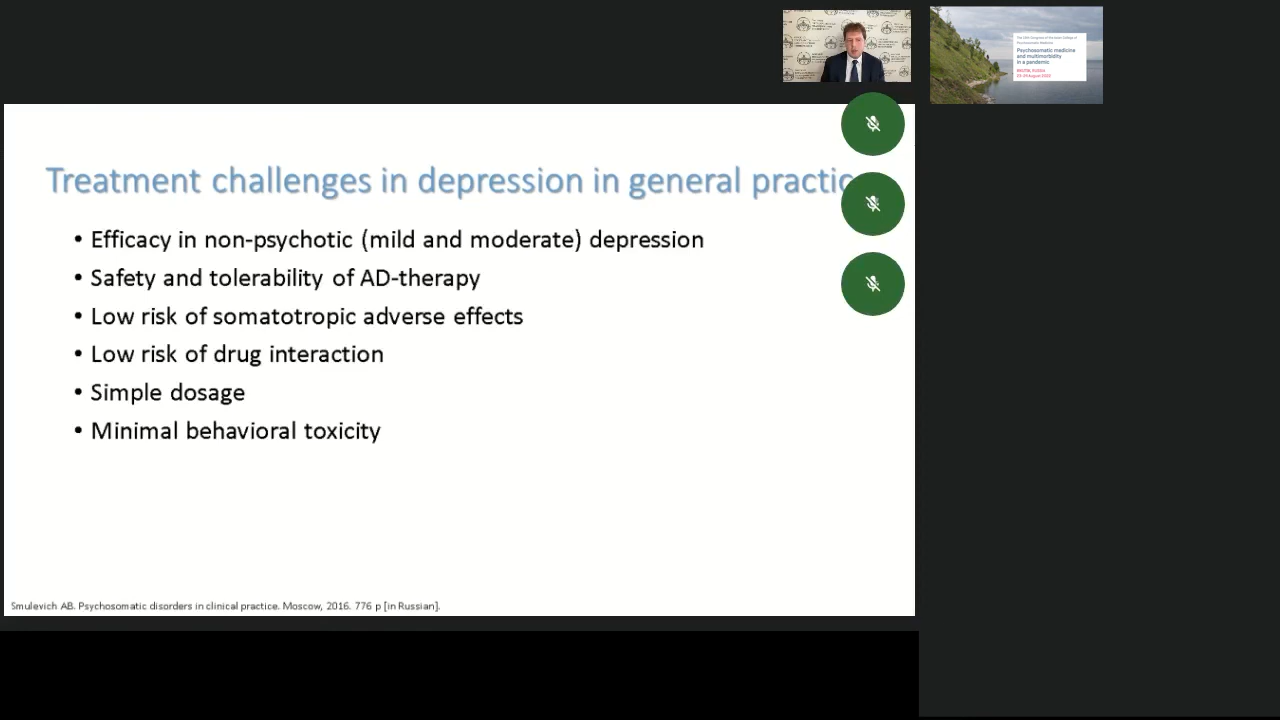 Psychosomatic medicine
and multimorbidity
in a pandemic
Treatment challenges in depression in general practic
• Efficacy in non-psychotic (mild and moderate) depression
• Safety and tolerability of AD-therapy
• Low risk of somatotropic adverse effects
• Low risk of drug interaction
• Simple dosage
• Minimal behavioral toxicity
Smulevich AB. Psychosomatic disorders in clinical practice. Moscow, 2016. 776 p [in Russian].